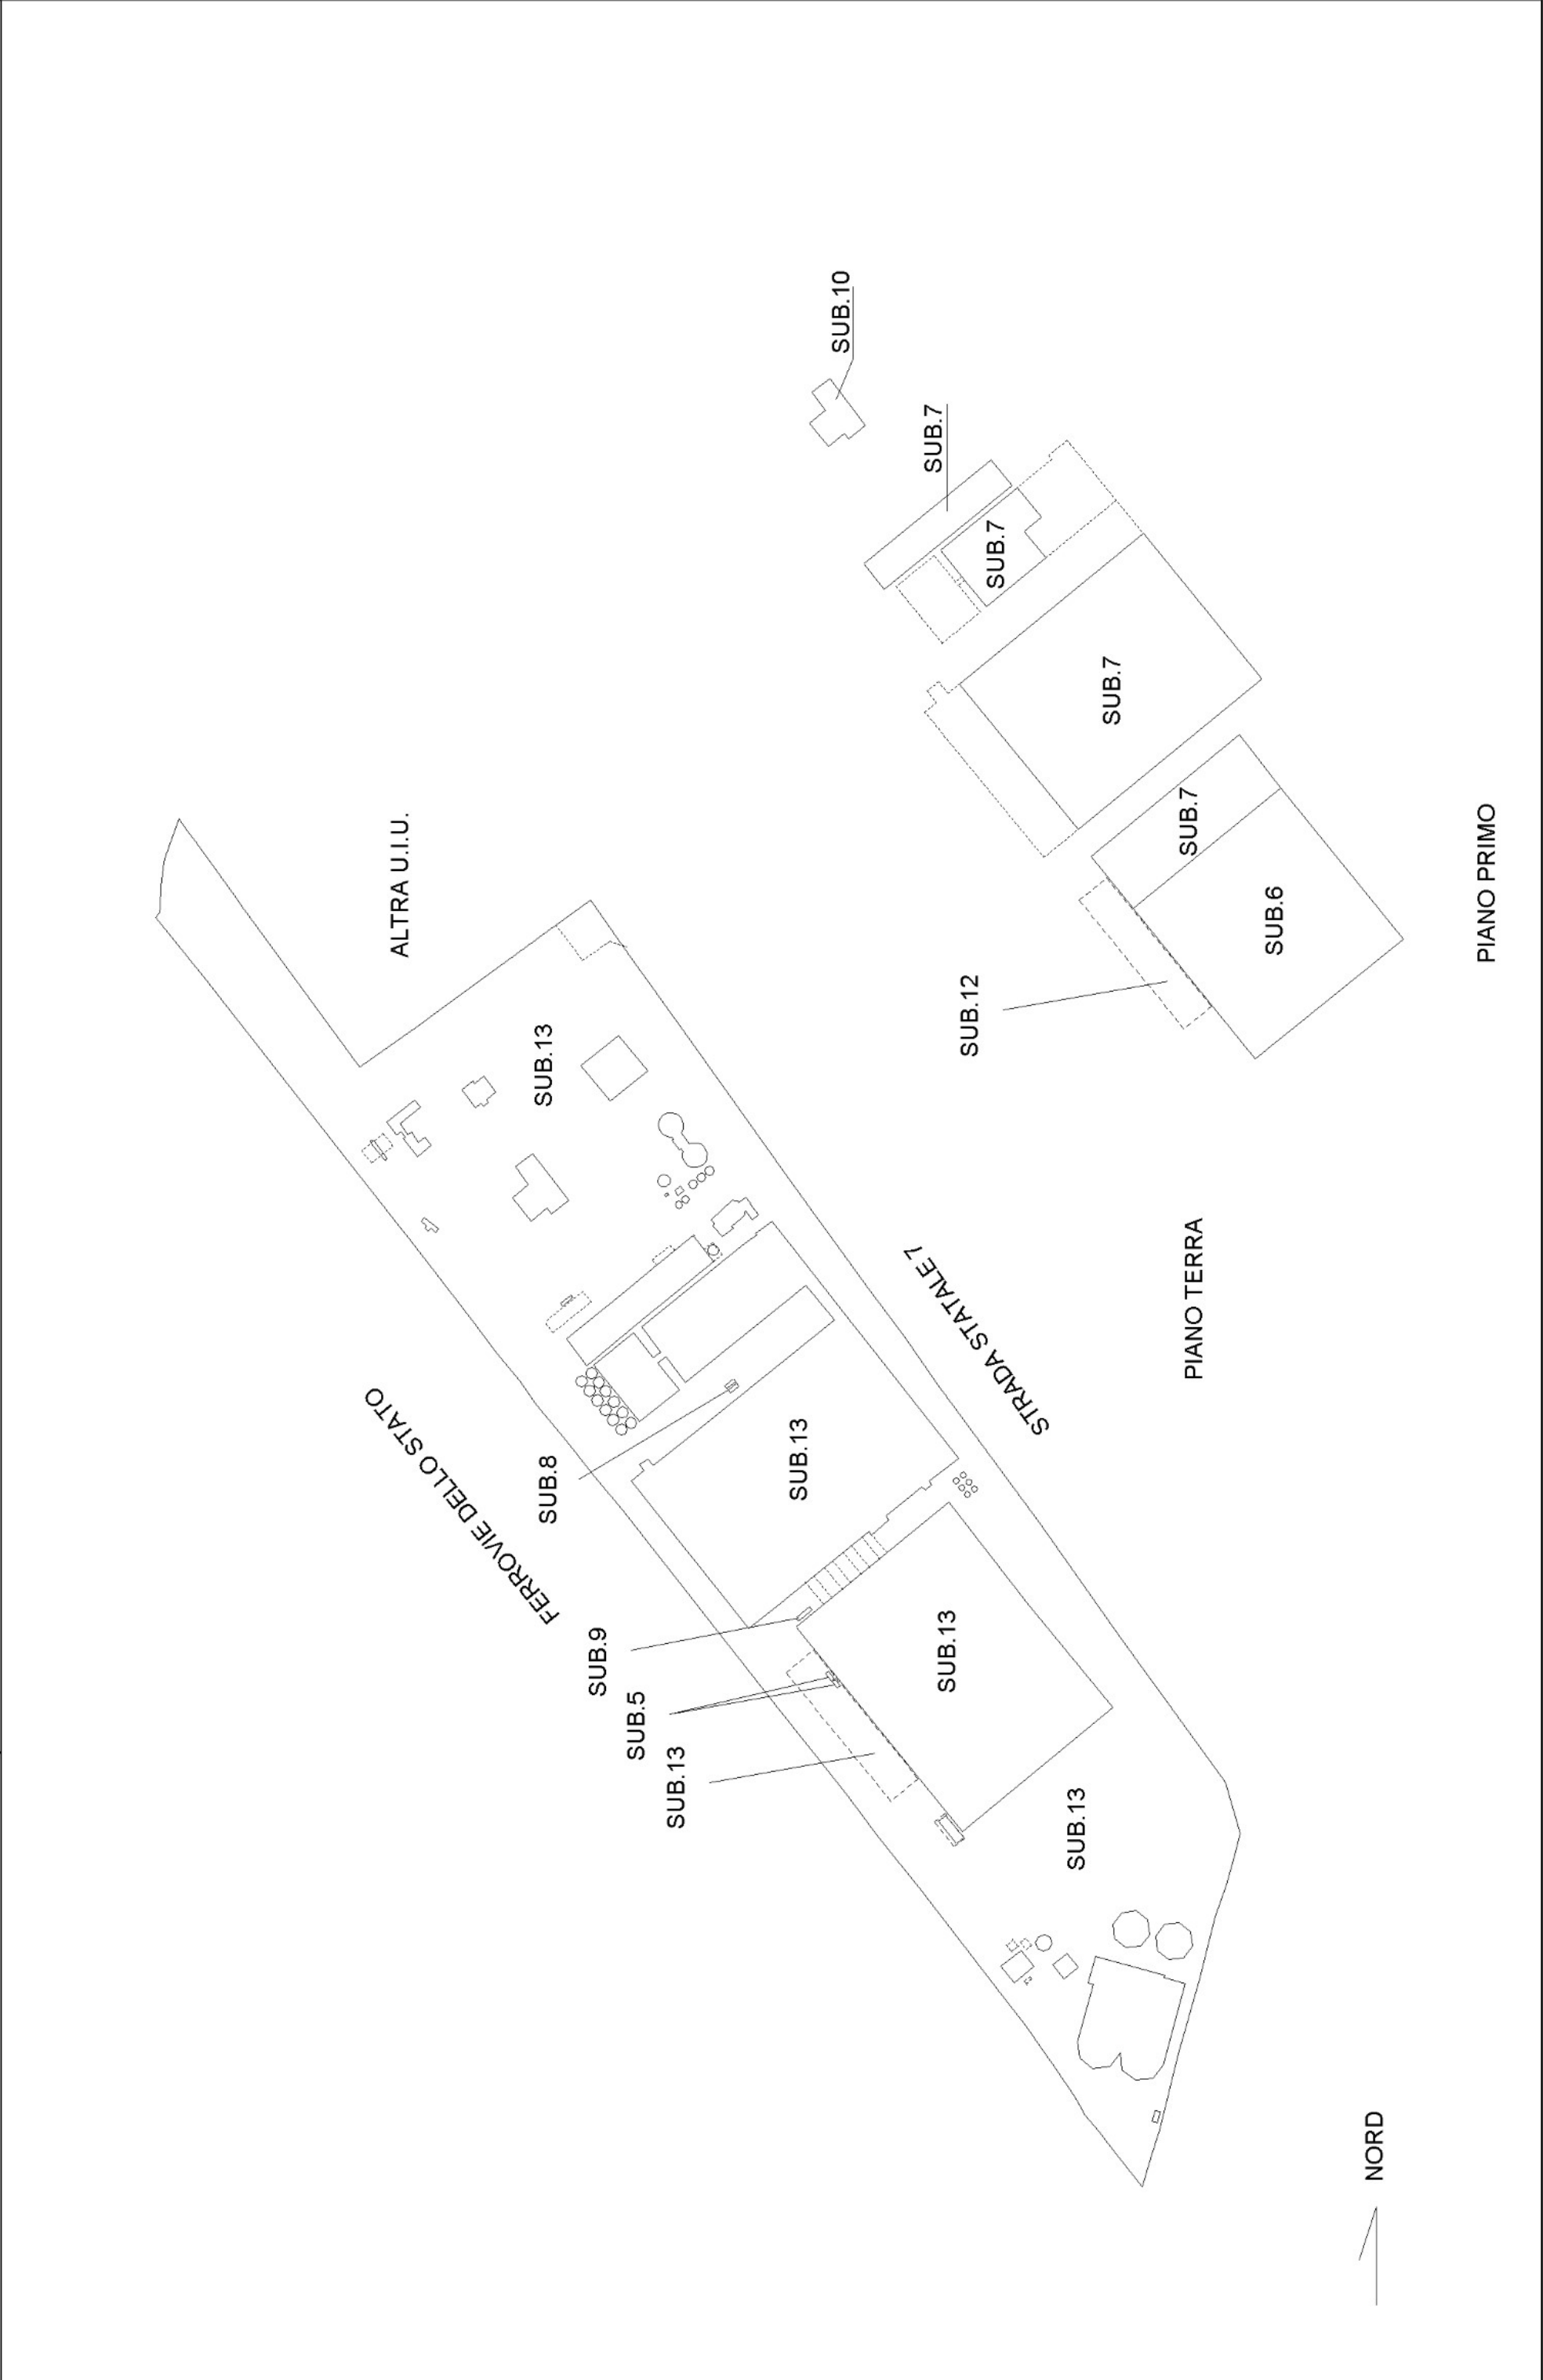 SUB.10
SUB.7
SUB.7
SUB.7
SUB.7
SUB.6
SUB.12
PIANO PRIMO
ALTRA U.I.U.
SUB.13
FERROVIE DELLO STATO
STRADA STATALE 7
PIANO TERRA
SUB.8
SUB.13
SUB.9
SUB.5
SUB.13
SUB.13
SUB.13
NORD